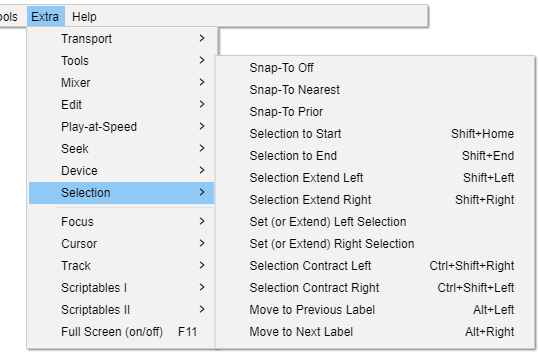 ools Extra Help
Transport
Tools
Mixer
Edit
Play-at-Speed
Seek
Device
Selection
Focus
Cursor
Track
Scriptables I
Scriptables II
Full Screen (on/off) F11
Snap-To Off
Snap-To Nearest
Snap-To Prior
Selection to Start Shift+Home
Selection to End Shift+End
Selection Extend Left Shift+Left
Selection Extend Right Shift+Right
Set (or Extend) Left Selection
Set (or Extend) Right Selection
Selection Contract Left Ctrl+Shift+Right
Selection Contract Right Ctrl+Shift+Left
Move to Previous Label Alt+Left
Move to Next Label Alt+Right